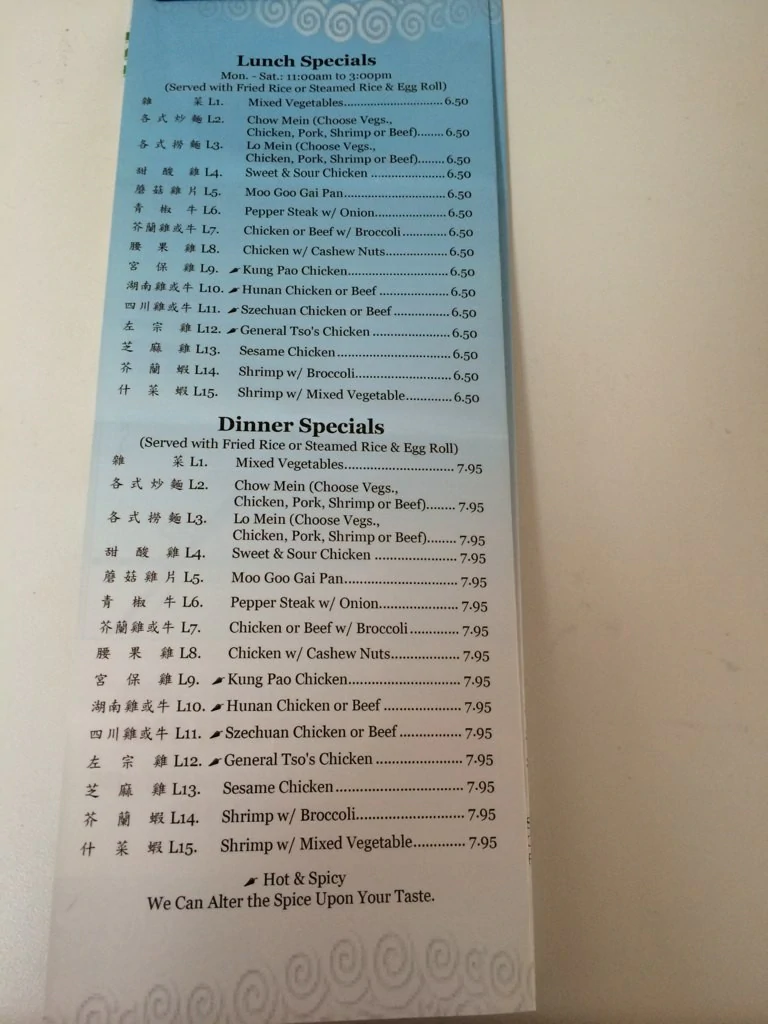 Lunch Specials
Mon. - Sat.: 11:00am to 3:00pm
(Served with Fried Rice or Steamed Rice & Egg Roll)
雜 菜 L1. Mixed Vegetables 6.50
各式炒麵 L2. Chow Mein (Choose Vegs.,
Chicken, Pork, Shrimp or Beef) 6.50
各式撈麵 L3. Lo Mein (Choose Vegs.,
Chicken, Pork, Shrimp or Beef) 6.50
甜酸雞 L4. Sweet & Sour Chicken 6.50
蘑菇雞片 L5. Moo Goo Gai Pan 6.50
青椒牛 L6. Pepper Steak w/ Onion 6.50
芥蘭雞或牛 L7. Chicken or Beef w/ Broccoli 6.50
腰果雞 L8. Chicken w/ Cashew Nuts 6.50
宮保雞 L9. Kung Pao Chicken 6.50
湖南雞或牛 L10. Hunan Chicken or Beef 6.50
四川雞或牛 L11. Szechuan Chicken or Beef 6.50
左宗雞 L12. General Tso's Chicken 6.50
芝麻雞 L13. Sesame Chicken 6.50
芥蘭蝦 L14. Shrimp w/ Broccoli 6.50
什菜蝦 L15. Shrimp w/ Mixed Vegetable 6.50
Dinner Specials
(Served with Fried Rice or Steamed Rice & Egg Roll)
雜 菜 L1. Mixed Vegetables 7.95
各式炒麵 L2. Chow Mein (Choose Vegs.,
Chicken, Pork, Shrimp or Beef) 7.95
各式撈麵 L3. Lo Mein (Choose Vegs.,
Chicken, Pork, Shrimp or Beef) 7.95
甜酸雞 L4. Sweet & Sour Chicken 7.95
蘑菇雞片 L5. Moo Goo Gai Pan 7.95
青椒牛 L6. Pepper Steak w/ Onion 7.95
芥蘭雞或牛 L7. Chicken or Beef w/ Broccoli 7.95
腰果雞 L8. Chicken w/ Cashew Nuts 7.95
宮保雞 L9. Kung Pao Chicken 7.95
湖南雞或牛 L10. Hunan Chicken or Beef 7.95
四川雞或牛 L11. Szechuan Chicken or Beef 7.95
左宗雞 L12. General Tso's Chicken 7.95
芝麻雞 L13. Sesame Chicken 7.95
芥蘭蝦 L14. Shrimp w/ Broccoli 7.95
什菜蝦 L15. Shrimp w/ Mixed Vegetable 7.95
Hot & Spicy
We Can Alter the Spice Upon Your Taste.